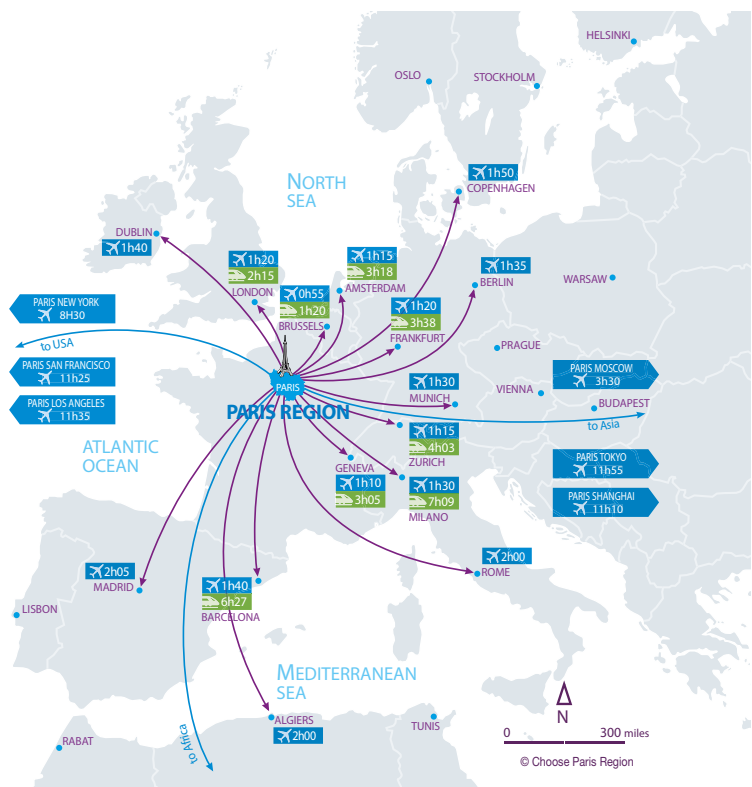 HELSINKI
OSLO
STOCKHOLM
1h50
COPENHAGEN
NORTH
SEA
DUBLIN
1h40
1h20
2h15
LONDON
1h15
3h18
AMSTERDAM
0h55
1h20
BRUSSELS
1h35
BERLIN
WARSAW
1h20
3h38
FRANKFURT
PARIS NEW YORK
8H30
to USA
PRAGUE
PARIS SAN FRANCISCO
11h25
PARIS LOS ANGELES
11h35
PARIS
PARIS REGION
1h30
MUNICH
VIENNA
PARIS MOSCOW
3h30
BUDAPEST
to Asia
ATLANTIC
OCEAN
1h15
4h03
ZURICH
GENEVA
1h10
3h05
1h30
7h09
MILANO
PARIS TOKYO
11h55
PARIS SHANGHAI
11h10
2h05
MADRID
2h00
ROME
1h40
6h27
BARCELONA
LISBON
MEDITERRANEAN
SEA
ALGIERS
2h00
TUNIS
RABAT
to Africa
N
0 300 miles
© Choose Paris Region